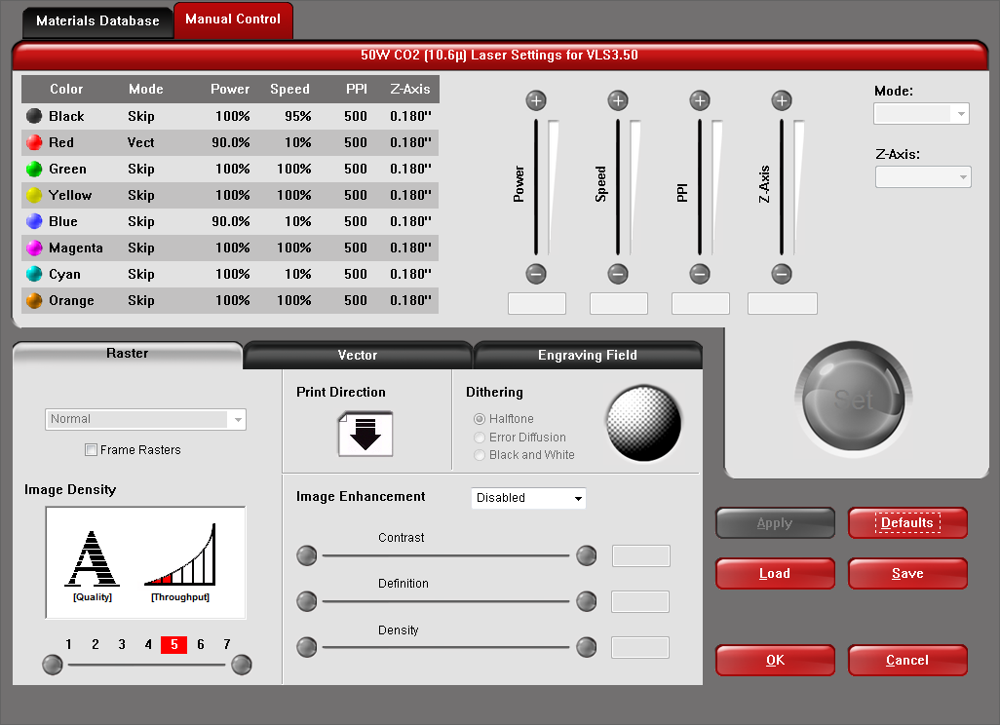 Materials Database
Manual Control
50W CO2 (10.6µ) Laser Settings for VLS3.50
Color Mode Power Speed PPI Z-Axis
Black Skip 100% 95% 500 0.180"
Red Vect 90.0% 10% 500 0.180"
Green Skip 100% 100% 500 0.180"
Yellow Skip 100% 100% 500 0.180"
Blue Skip 90.0% 10% 500 0.180"
Magenta Skip 100% 100% 500 0.180"
Cyan Skip 100% 10% 500 0.180"
Orange Skip 100% 100% 500 0.180"
Power
Speed
PPI
Z-Axis
Mode:
Z-Axis:
Set
Raster
Vector
Engraving Field
Normal
Frame Rasters
Image Density
[Quality] [Throughput]
1 2 3 4 5 6 7
Print Direction
Dithering
Halftone
Error Diffusion
Black and White
Image Enhancement Disabled
Contrast
Definition
Density
Apply
Defaults
Load
Save
OK
Cancel